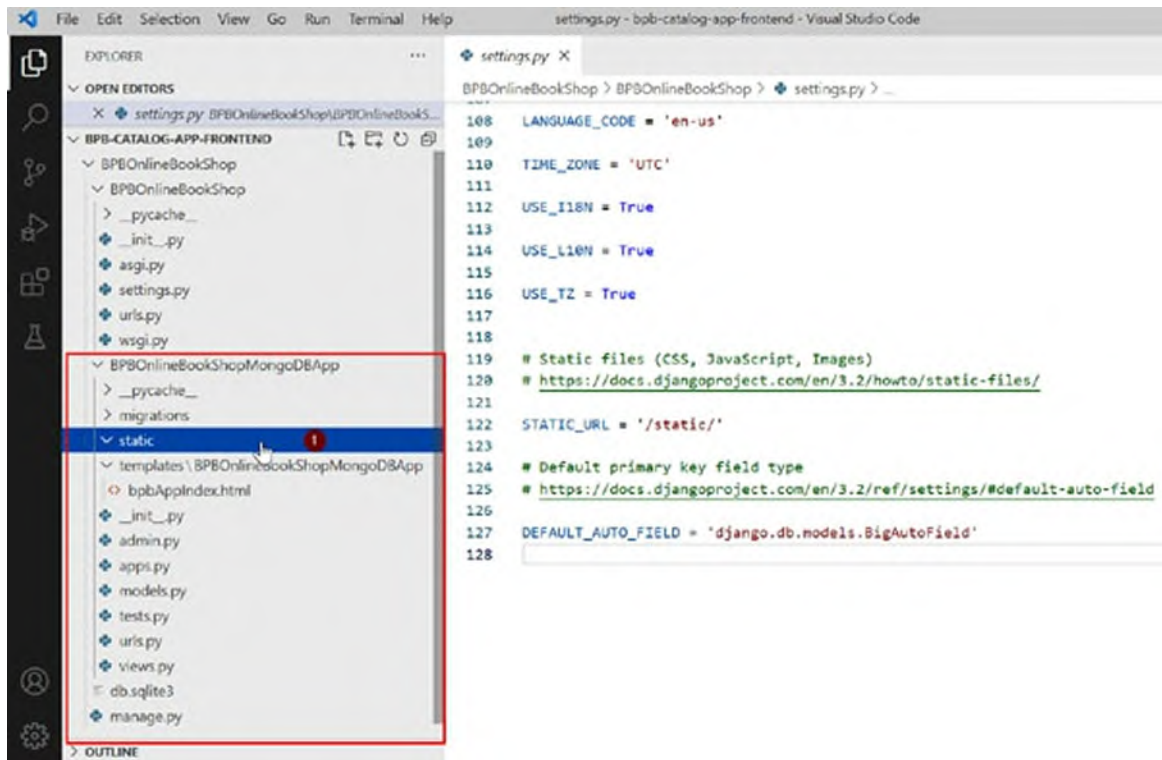 File Edit Selection View Go Run Terminal Help settings.py - bpb-catalog-app-frontend - Visual Studio Code
EXPLORER ...
OPEN EDITORS
settings.py BPBOnlineBookShop\BPBOnlineBookS...
BPB-CATALOG-APP-FRONTEND
BPBOnlineBookShop
BPBOnlineBookShop
__pycache__
__init__.py
asgi.py
settings.py
urls.py
wsgi.py
BPBOnlineBookShopMongoDBApp
__pycache__
migrations
static 1
templates \ BPBOnlineBookShopMongoDBApp
<> bpbAppIndex.html
__init__.py
admin.py
apps.py
models.py
tests.py
urls.py
views.py
db.sqlite3
manage.py
OUTLINE
settings.py ×
BPBOnlineBookShop > BPBOnlineBookShop > settings.py > ...
108 LANGUAGE_CODE = 'en-us'
109
110 TIME_ZONE = 'UTC'
111
112 USE_I18N = True
113
114 USE_L10N = True
115
116 USE_TZ = True
117
118
119 # Static files (CSS, JavaScript, Images)
120 # https://docs.djangoproject.com/en/3.2/howto/static-files/
121
122 STATIC_URL = '/static/'
123
124 # Default primary key field type
125 # https://docs.djangoproject.com/en/3.2/ref/settings/#default-auto-field
126
127 DEFAULT_AUTO_FIELD = 'django.db.models.BigAutoField'
128